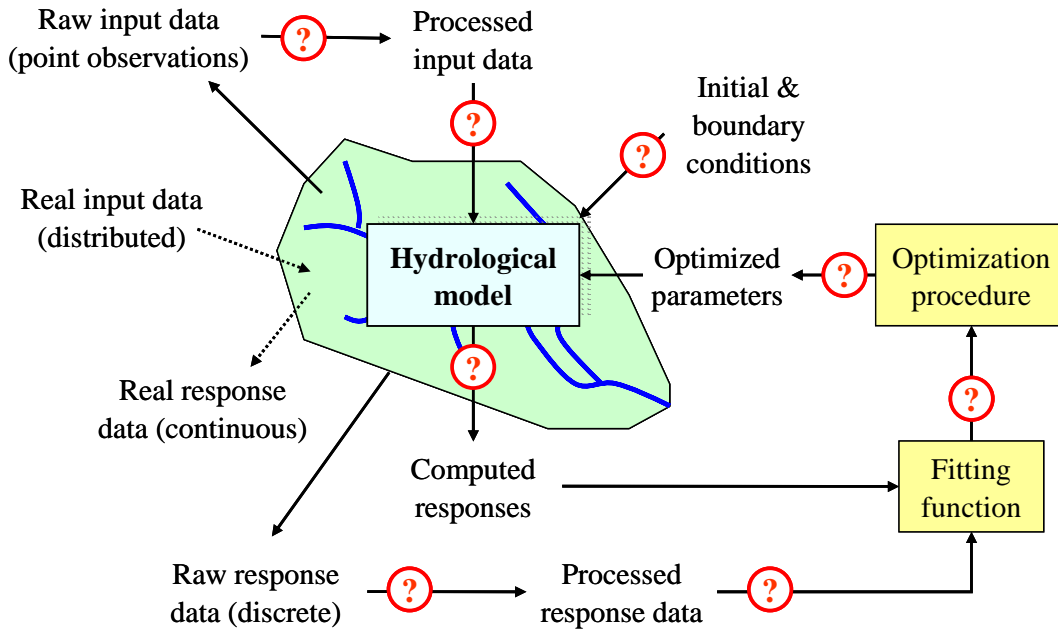 Raw input data
(point observations)
?
Processed
input data
?
Initial &
boundary
conditions
?
Real input data
(distributed)
Hydrological
model
Optimized
parameters
?
Optimization
procedure
?
Real response
data (continuous)
?
Computed
responses
Fitting
function
Raw response
data (discrete)
?
Processed
response data
?